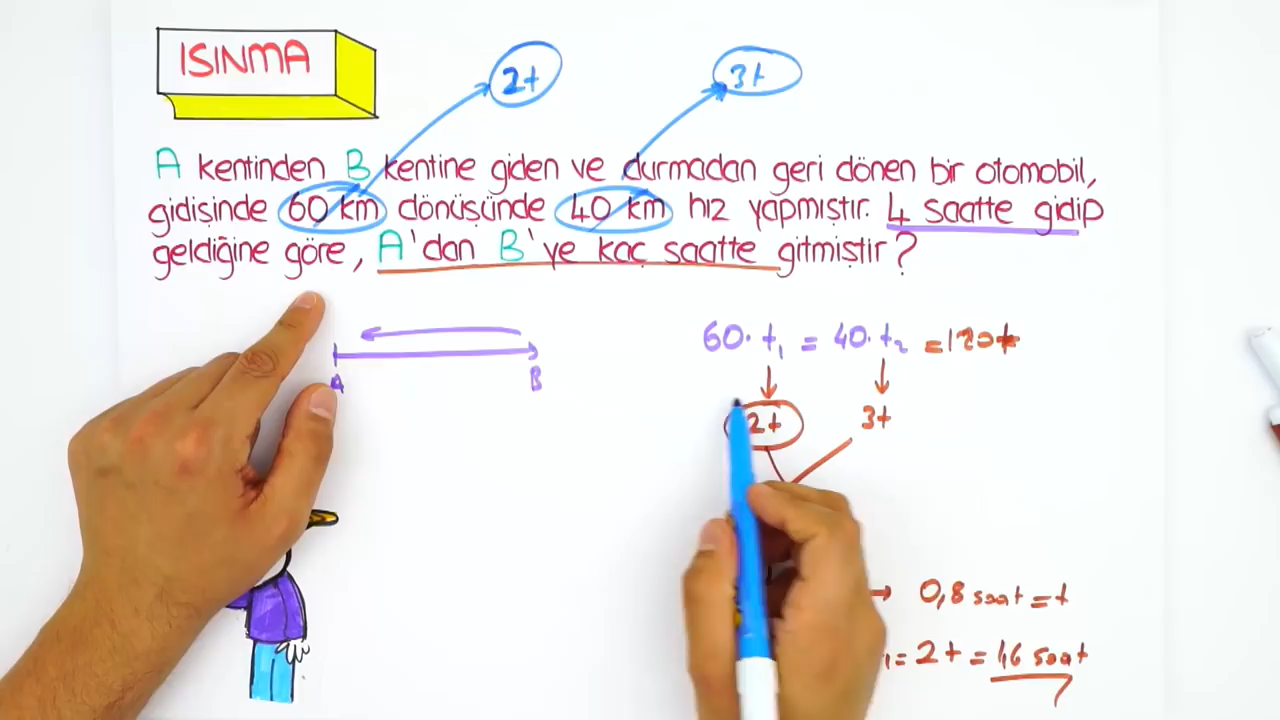 ISINMA
2t
3t
A kentinden B kentine giden ve durmadan geri dönen bir otomobil,
gidişinde 60 km dönüşünde 40 km hız yapmıştır. 4 saatte gidip
geldiğine göre, A'dan B'ye kaç saatte gitmiştir?
60. t₁ = 40. t₂ = 120t
A B
2t 3t
→ 0,8 saat = t
= 2t = 1,6 saat